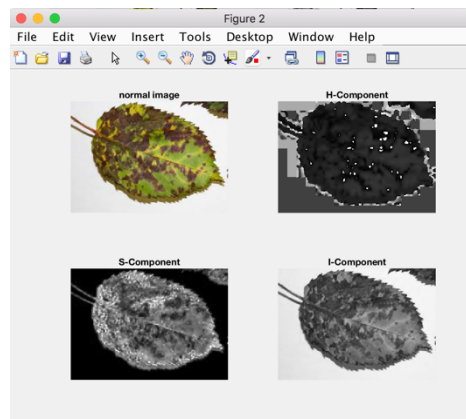 Figure 2
File Edit View Insert Tools Desktop Window Help
normal image H-Component
S-Component I-Component